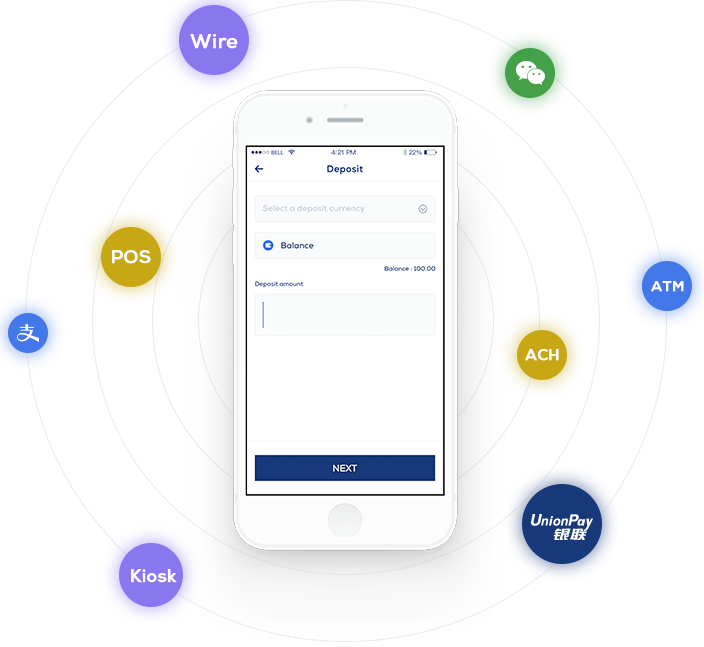 Wire
BELL
4:21 PM
22%
Deposit
Select a deposit currency
Balance
Balance : 100.00
Deposit amount
NEXT
POS
支
ATM
ACH
UnionPay
银联
Kiosk